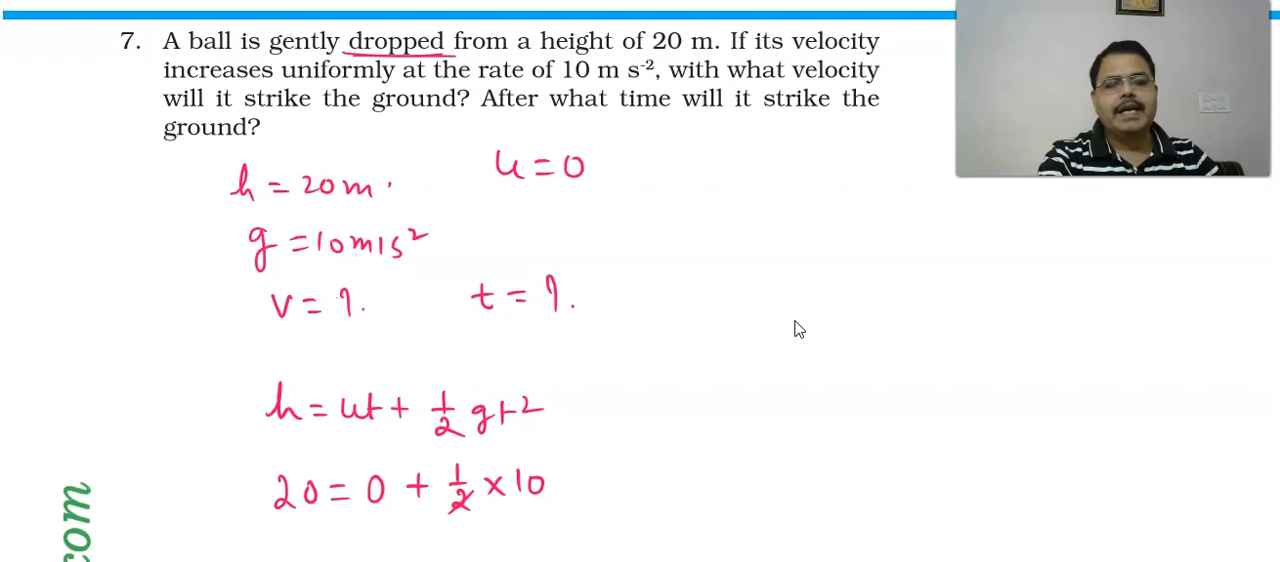 7. A ball is gently dropped from a height of 20 m. If its velocity
increases uniformly at the rate of 10 m s⁻², with what velocity
will it strike the ground? After what time will it strike the
ground?
h = 20m. u = 0
g = 10m/s²
v = ?. t = ?.
h = ut + 1/2 gt²
20 = 0 + 1/2 × 10
com